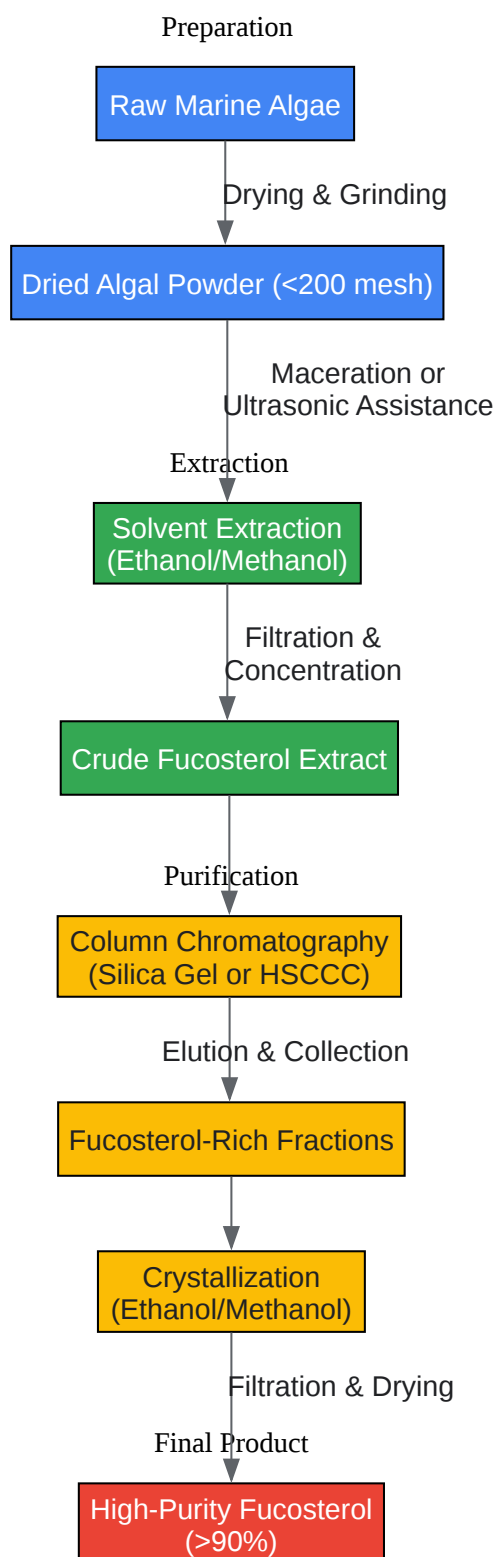 Preparation
Raw Marine Algae
Drying & Grinding
Dried Algal Powder (<200 mesh)
Maceration or
Ultrasonic Assistance
Extraction
Solvent Extraction
(Ethanol/Methanol)
Filtration &
Concentration
Crude Fucosterol Extract
Purification
Column Chromatography
(Silica Gel or HSCCC)
Elution & Collection
Fucosterol-Rich Fractions
Crystallization
(Ethanol/Methanol)
Filtration & Drying
Final Product
High-Purity Fucosterol
(>90%)